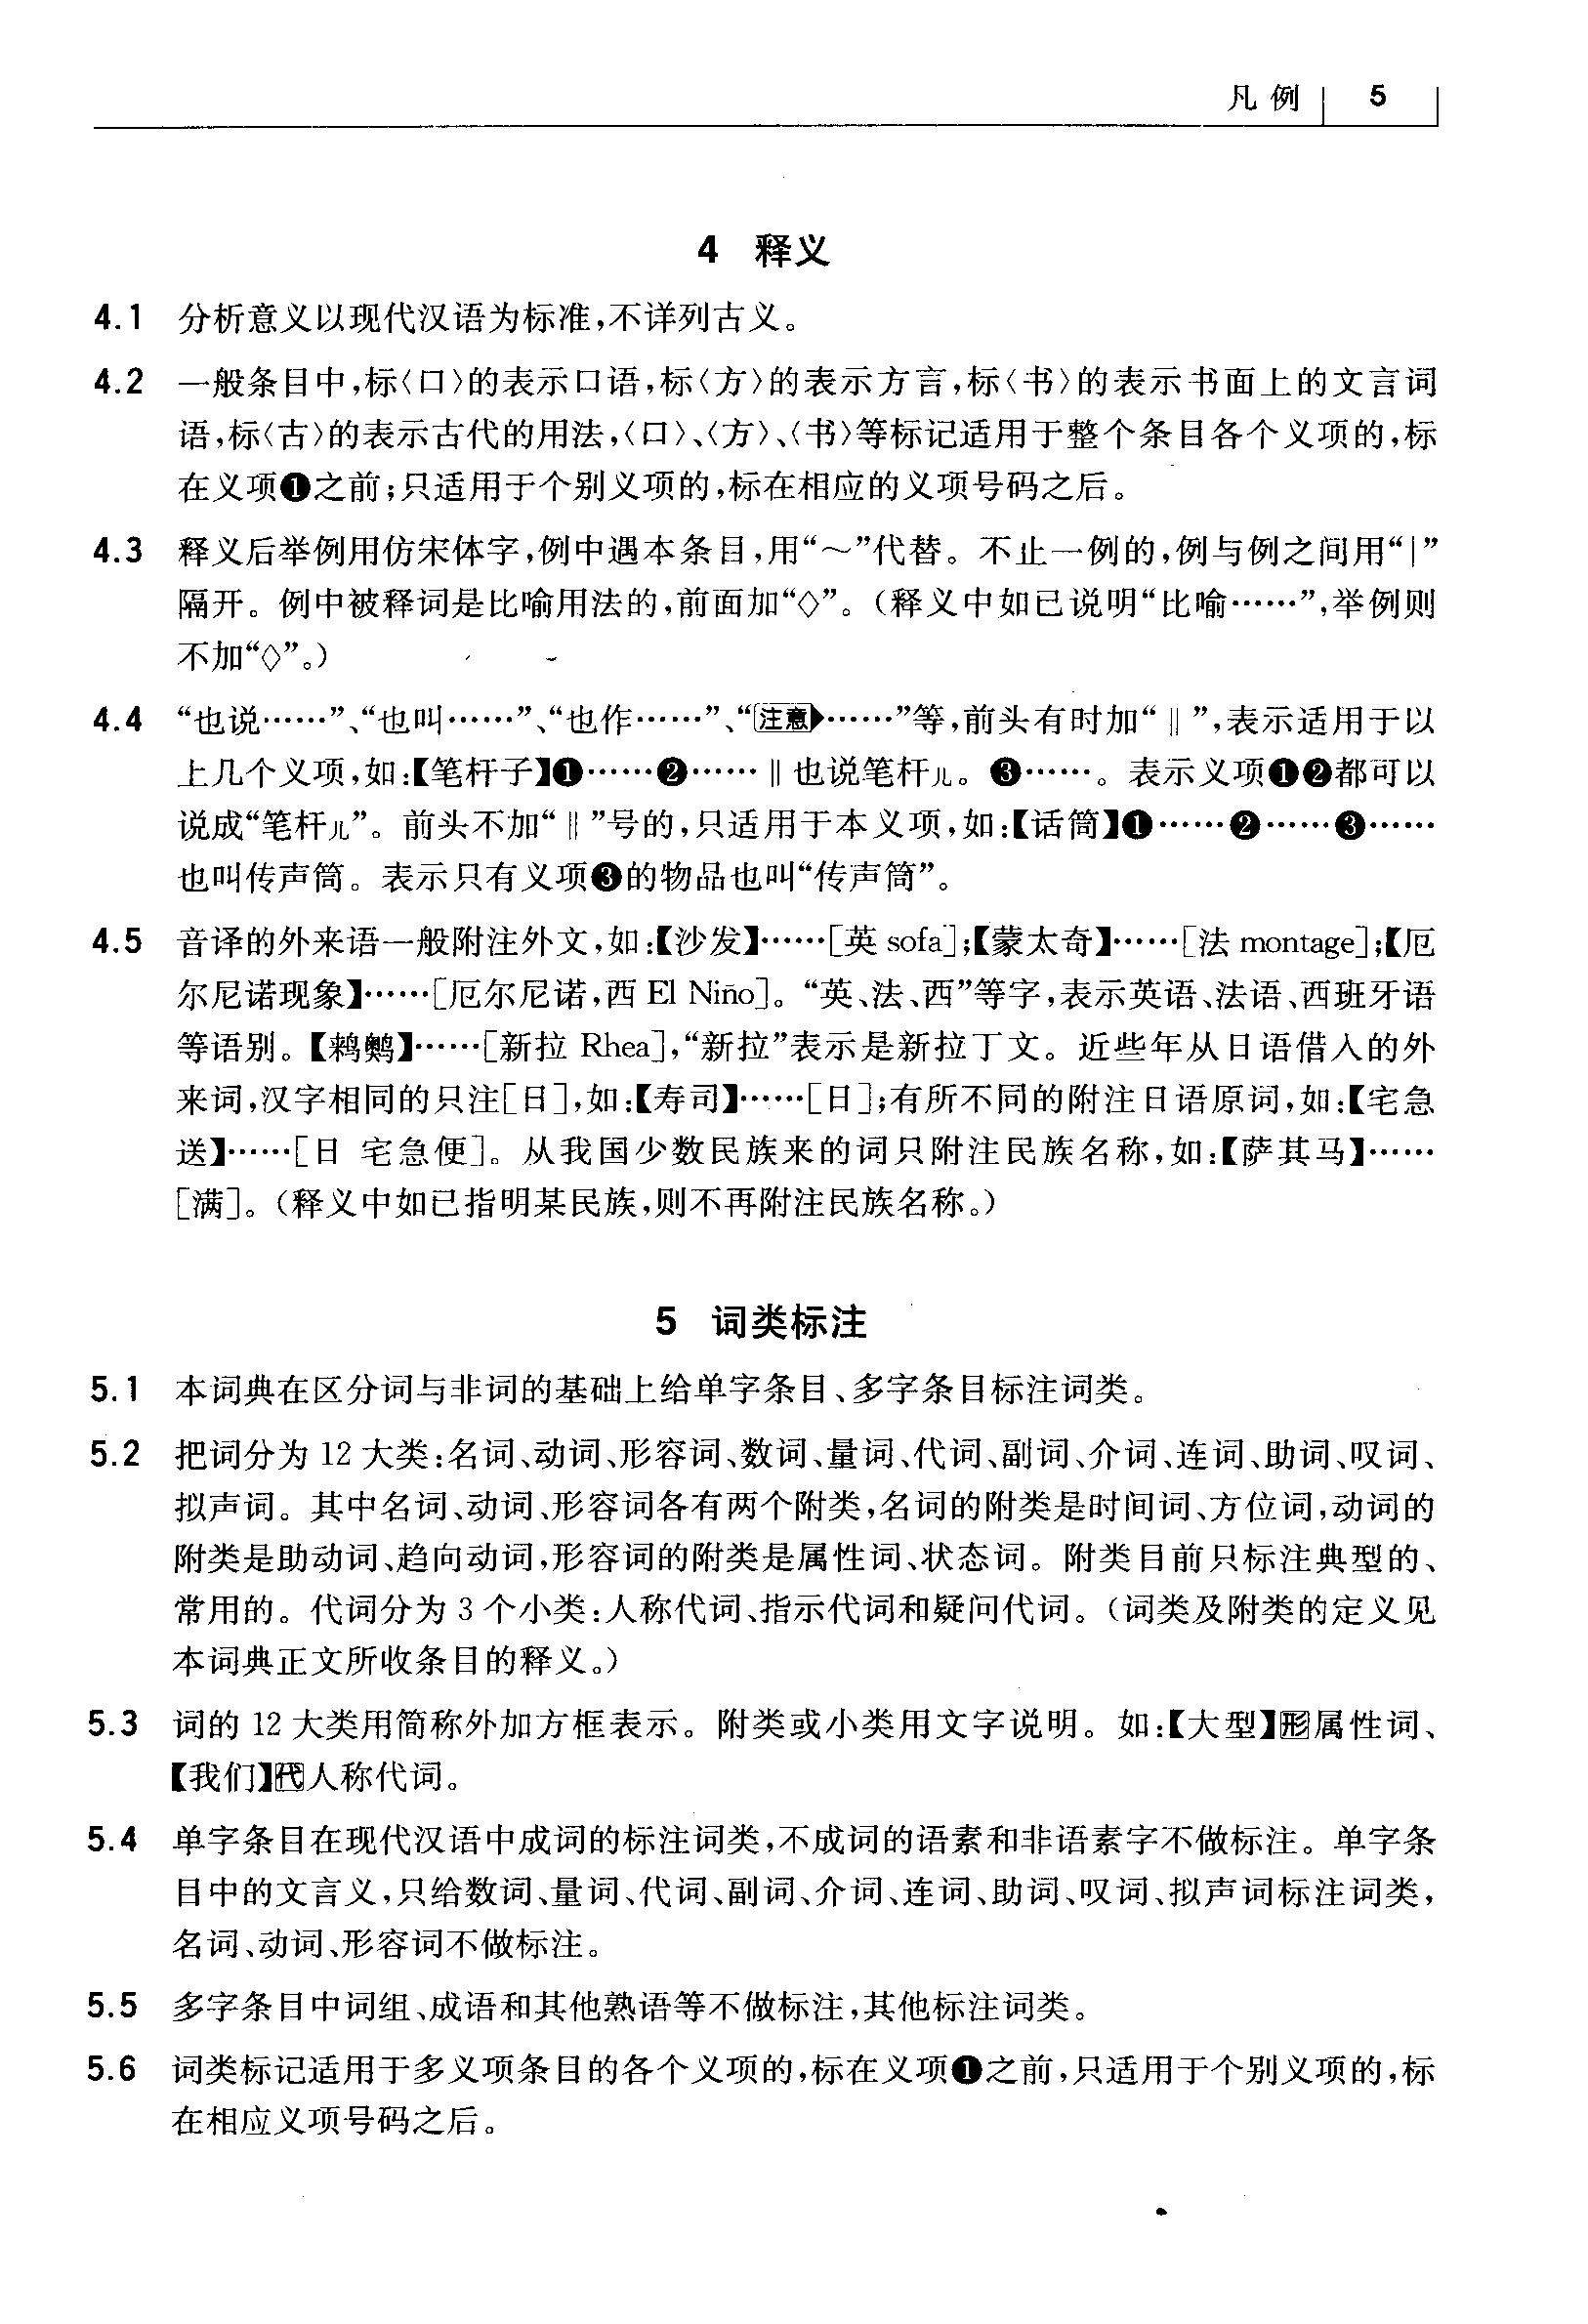 凡例 5
4 释义
4.1 分析意义以现代汉语为标准,不详列古义。
4.2 一般条目中,标〈口〉的表示口语,标〈方〉的表示方言,标〈书〉的表示书面上的文言词
语,标〈古〉的表示古代的用法,〈口〉、〈方〉、〈书〉等标记适用于整个条目各个义项的,标
在义项❶之前;只适用于个别义项的,标在相应的义项号码之后。
4.3 释义后举例用仿宋体字,例中遇本条目,用“～”代替。不止一例的,例与例之间用“|”
隔开。例中被释词是比喻用法的,前面加“◇”。(释义中如已说明“比喻……”,举例则
不加“◇”。)
4.4 “也说……”、“也叫……”、“也作……”、“注意……”等,前头有时加“‖”,表示适用于以
上几个义项,如:【笔杆子】❶……❷……‖也说笔杆儿。❸……。表示义项❶❷都可以
说成“笔杆儿”。前头不加“‖”号的,只适用于本义项,如:【话筒】❶……❷……❸……
也叫传声筒。表示只有义项❸的物品也叫“传声筒”。
4.5 音译的外来语一般附注外文,如:【沙发】……[英 sofa];【蒙太奇】……[法 montage];【厄
尔尼诺现象】……[厄尔尼诺,西 El Niño]。“英、法、西”等字,表示英语、法语、西班牙语
等语别。【鹈鹕】……[新拉 Rhea],“新拉”表示是新拉丁文。近些年从日语借入的外
来词,汉字相同的只注[日],如:【寿司】……[日];有所不同的附注日语原词,如:【宅急
送】……[日 宅急便]。从我国少数民族来的词只附注民族名称,如:【萨其马】……
[满]。(释义中如已指明某民族,则不再附注民族名称。)
5 词类标注
5.1 本词典在区分词与非词的基础上给单字条目、多字条目标注词类。
5.2 把词分为 12 大类:名词、动词、形容词、数词、量词、代词、副词、介词、连词、助词、叹词、
拟声词。其中名词、动词、形容词各有两个附类,名词的附类是时间词、方位词,动词的
附类是助动词、趋向动词,形容词的附类是属性词、状态词。附类目前只标注典型的、
常用的。代词分为 3 个小类:人称代词、指示代词和疑问代词。(词类及附类的定义见
本词典正文所收条目的释义。)
5.3 词的 12 大类用简称外加方框表示。附类或小类用文字说明。如:【大型】形属性词、
【我们】代人称代词。
5.4 单字条目在现代汉语中成词的标注词类,不成词的语素和非语素字不做标注。单字条
目中的文言义,只给数词、量词、代词、副词、介词、连词、助词、叹词、拟声词标注词类,
名词、动词、形容词不做标注。
5.5 多字条目中词组、成语和其他熟语等不做标注,其他标注词类。
5.6 词类标记适用于多义项条目的各个义项的,标在义项❶之前,只适用于个别义项的,标
在相应义项号码之后。